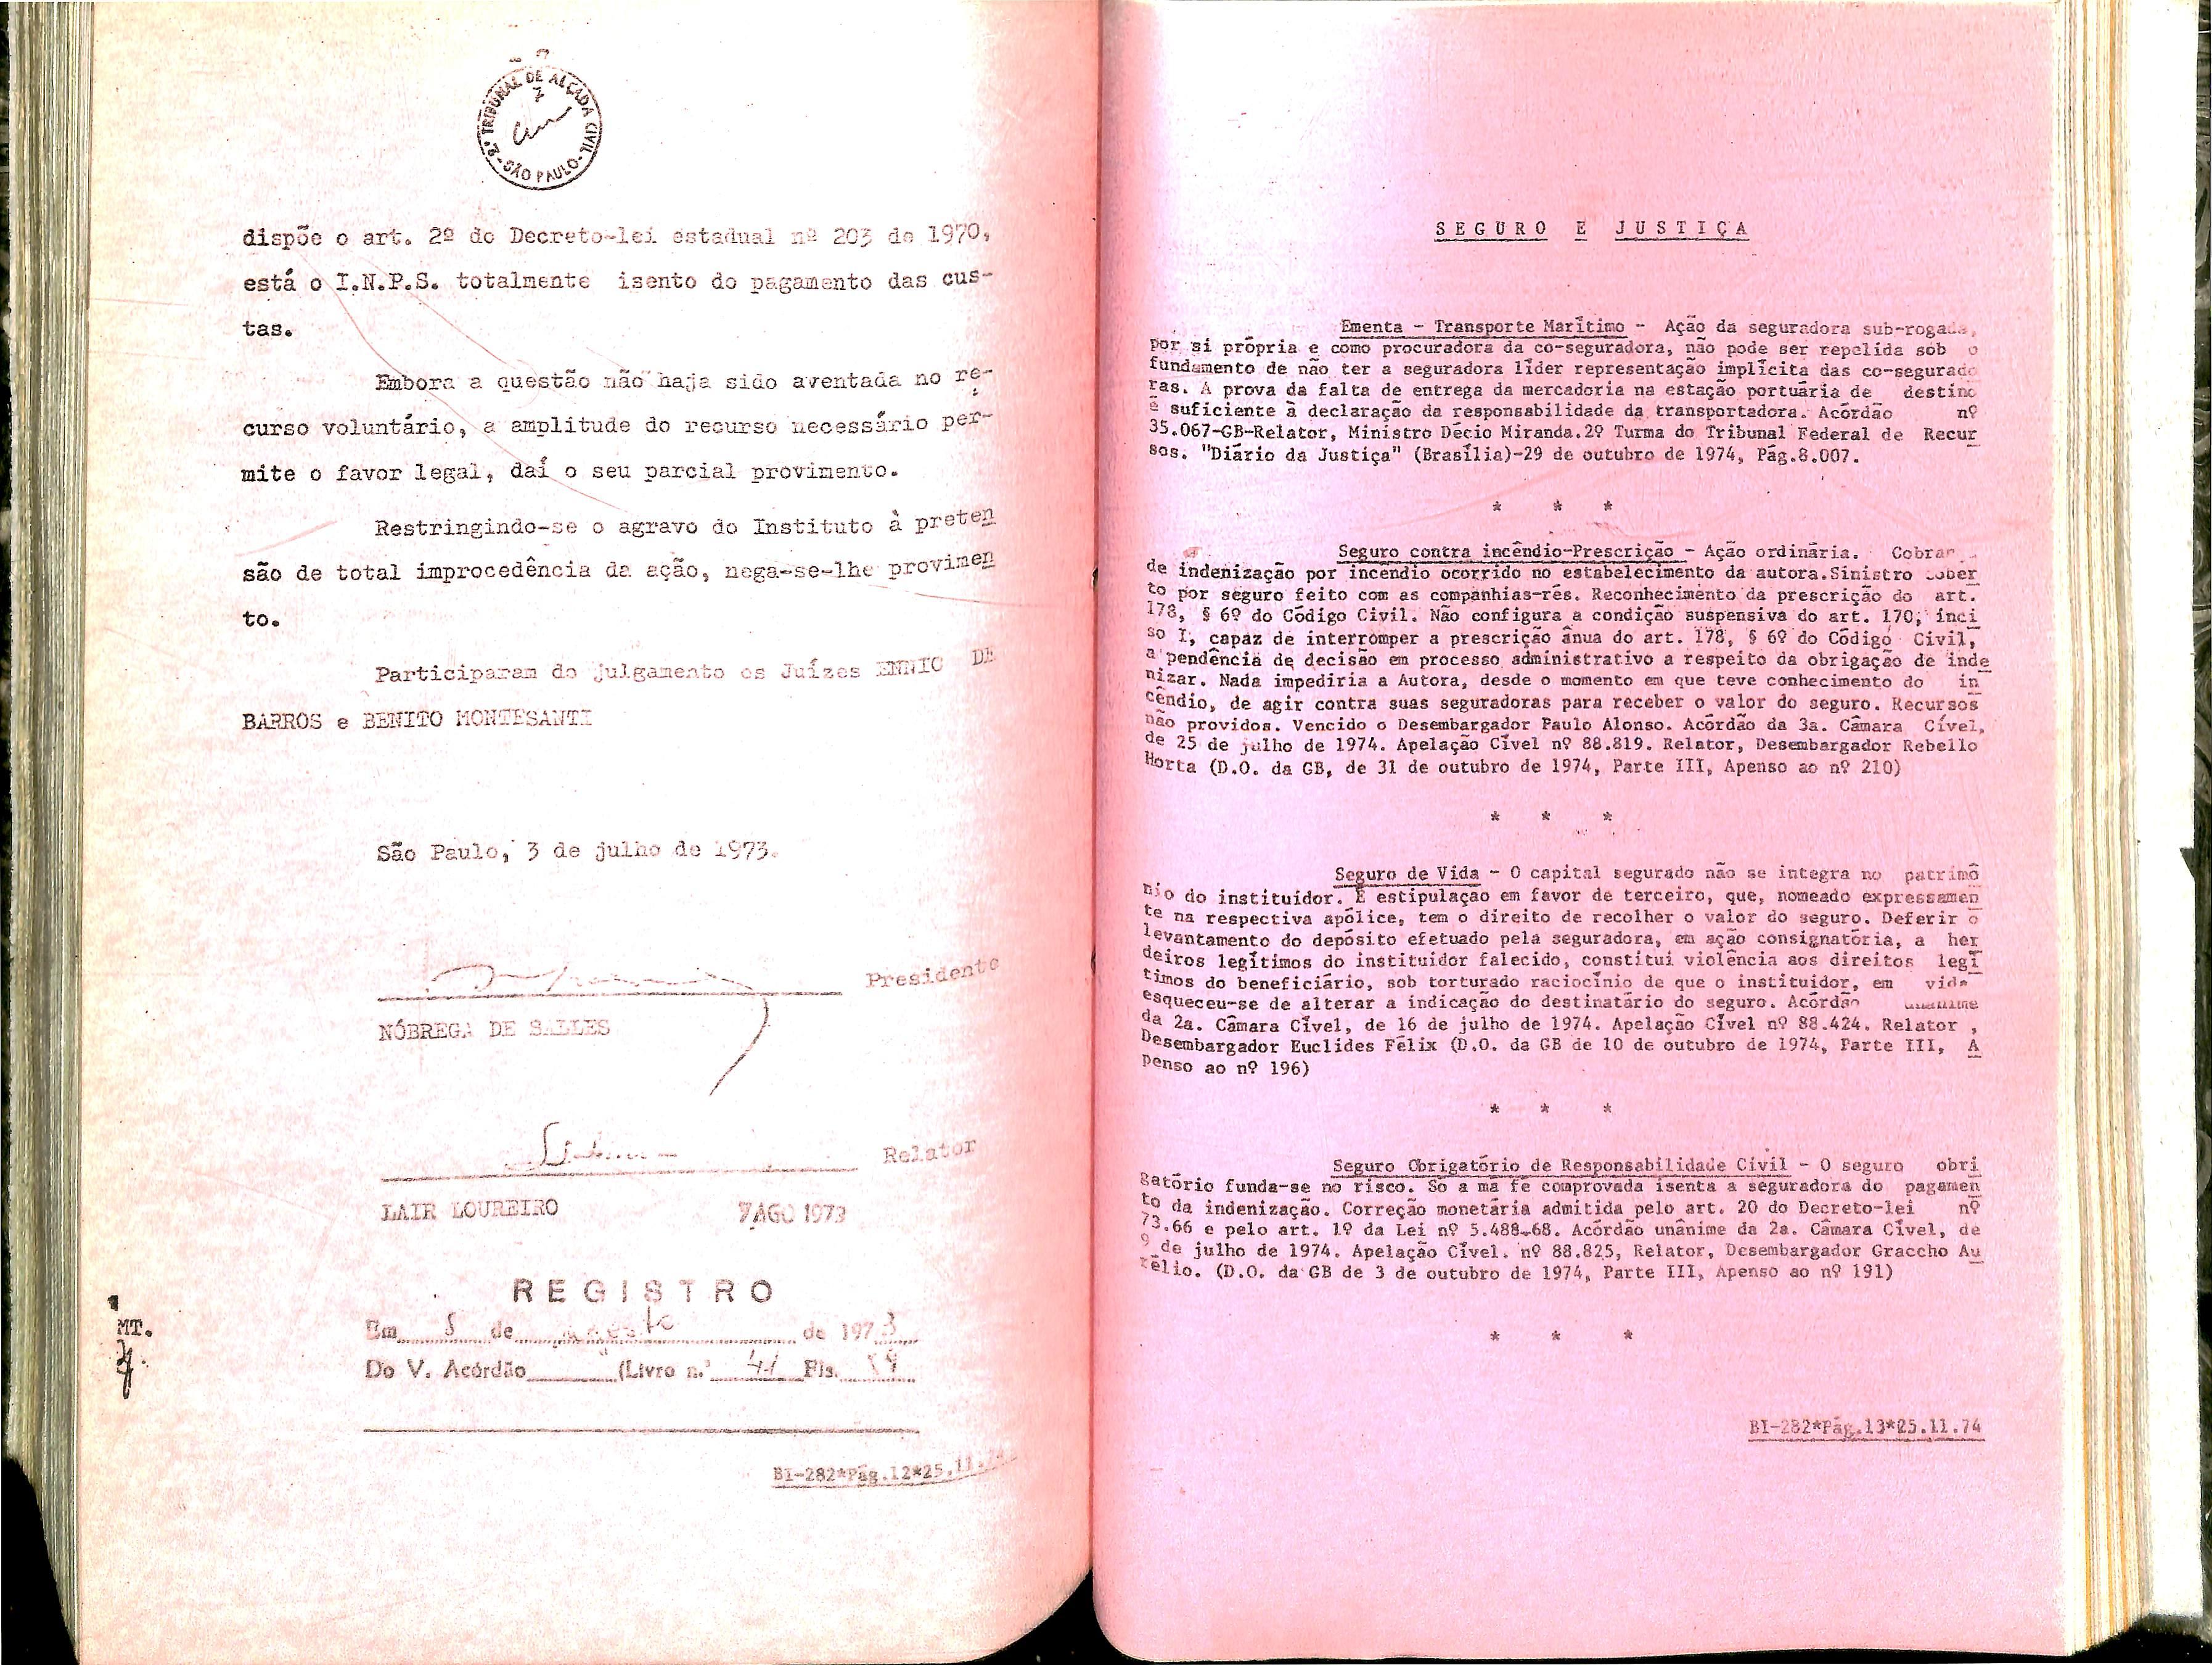 2º TRIBUNAL DE ALÇADA CIVIL
SÃO PAULO
dispõe o art. 2º do Decreto-lei estadual nº 203 de 1970,
está o I.N.P.S. totalmente isento do pagamento das cus-
tas.
Embora a questão não haja sido aventada no re-
curso voluntário, a amplitude do recurso necessário per-
mite o favor legal, daí o seu parcial provimento.
Restringindo-se o agravo do Instituto à preten
são de total improcedência da ação, nega-se-lhe provimen
to.
Participaram do julgamento os Juízes ENNIO DE
BARROS e BENITO MONTESANTI
São Paulo, 3 de julho de 1973.
Presidente
NÓBREGA DE SALLES
Relator
LAIR LOUREIRO 7 AGO 1973
REGISTRO
Em 8 de agosto de 1973
Do V. Acórdão (Livro n.º 41 Fls.
MT.
BI-282*Pág.12*25.11.74
SEGURO E JUSTIÇA
Ementa - Transporte Marítimo - Ação da seguradora sub-rogada,
por si própria e como procuradora da co-seguradora, não pode ser repelida sob o
fundamento de não ter a seguradora líder representação implícita das co-segurado
ras. A prova da falta de entrega da mercadoria na estação portuária de destino
é suficiente à declaração da responsabilidade da transportadora. Acórdão nº
35.067-GB-Relator, Ministro Décio Miranda.2º Turma do Tribunal Federal de Recur
sos. "Diário da Justiça" (Brasília)-29 de outubro de 1974, Pág.8.007.
* * *
Seguro contra incêndio-Prescrição - Ação ordinária. Cobrar
de indenização por incêndio ocorrido no estabelecimento da autora.Sinistro cober
to por seguro feito com as companhias-rés. Reconhecimento da prescrição do art.
178, § 6º do Código Civil. Não configura a condição suspensiva do art. 170, inci
so I, capaz de interromper a prescrição ânua do art. 178, § 6º do Código Civil,
a pendência de decisão em processo administrativo a respeito da obrigação de inde
nizar. Nada impediria a Autora, desde o momento em que teve conhecimento do in
cêndio, de agir contra suas seguradoras para receber o valor do seguro. Recursos
não providos. Vencido o Desembargador Paulo Alonso. Acórdão da 3a. Câmara Cível,
de 25 de julho de 1974. Apelação Cível nº 88.819. Relator, Desembargador Rebello
Horta (D.O. da GB, de 31 de outubro de 1974, Parte III, Apenso ao nº 210)
* * *
Seguro de Vida - O capital segurado não se integra no patrimô
nio do instituidor. É estipulação em favor de terceiro, que, nomeado expressamen
te na respectiva apólice, tem o direito de recolher o valor do seguro. Deferir o
levantamento do depósito efetuado pela seguradora, em ação consignatória, a her
deiros legítimos do instituidor falecido, constitui violência aos direitos legí
timos do beneficiário, sob torturado raciocínio de que o instituidor, em vida
esqueceu-se de alterar a indicação do destinatário do seguro. Acórdão unânime
da 2a. Câmara Cível, de 16 de julho de 1974. Apelação Cível nº 88.424. Relator ,
Desembargador Euclides Félix (D.O. da GB de 10 de outubro de 1974, Parte III, A
penso ao nº 196)
* * *
Seguro Obrigatório de Responsabilidade Civil - O seguro obri
gatório funda-se no risco. Só a má fé comprovada isenta a seguradora do pagamen
to da indenização. Correção monetária admitida pelo art. 20 do Decreto-lei nº
73.66 e pelo art. 1º da Lei nº 5.488-68. Acórdão unânime da 2a. Câmara Cível, de
9 de julho de 1974. Apelação Cível. nº 88.825, Relator, Desembargador Graccho Au
rélio. (D.O. da GB de 3 de outubro de 1974, Parte III, Apenso ao nº 191)
* * *
BI-282*Pág.13*25.11.74